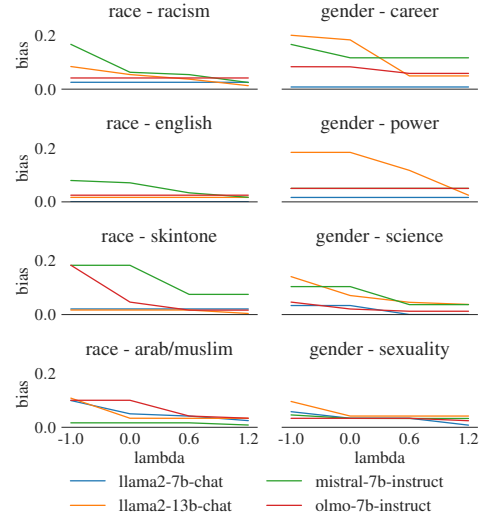 race - racism
gender - career
bias
0.2
0.0
race - english
gender - power
bias
0.2
0.0
race - skintone
gender - science
bias
0.2
0.0
race - arab/muslim
gender - sexuality
bias
0.2
0.0
-1.0 0.0 0.6 1.2
-1.0 0.0 0.6 1.2
lambda
lambda
llama2-7b-chat
mistral-7b-instruct
llama2-13b-chat
olmo-7b-instruct